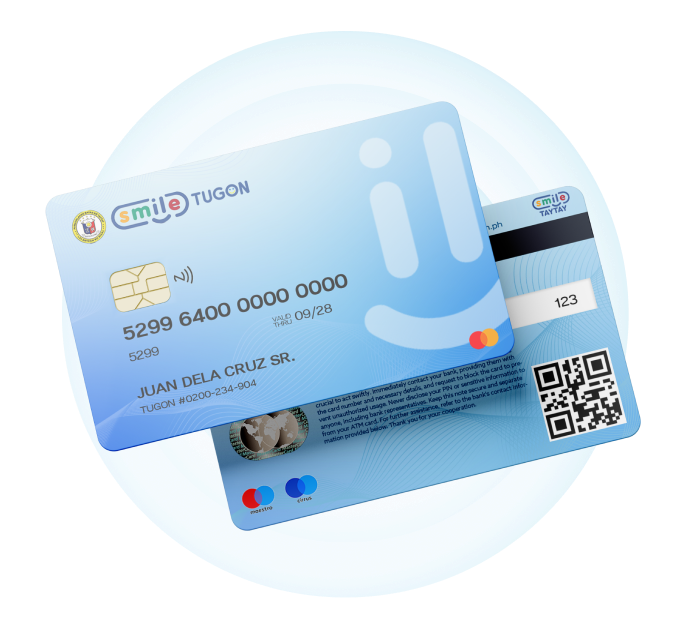 smile TUGON
5299 6400 0000 0000
5299
VALID
THRU 09/28
JUAN DELA CRUZ SR.
TUGON #0200-234-904
smile
TAYTAY
n.ph
123
crucial to act swiftly. Immediately contact your bank, providing them with
the card number and necessary details, and request to block the card to pre-
vent unauthorized usage. Never disclose your PIN or sensitive information to
anyone, including bank representatives. Keep this note secure and separate
from your ATM card. For further assistance, refer to the bank's contact infor-
mation provided below. Thank you for your cooperation
maestro
cirrus